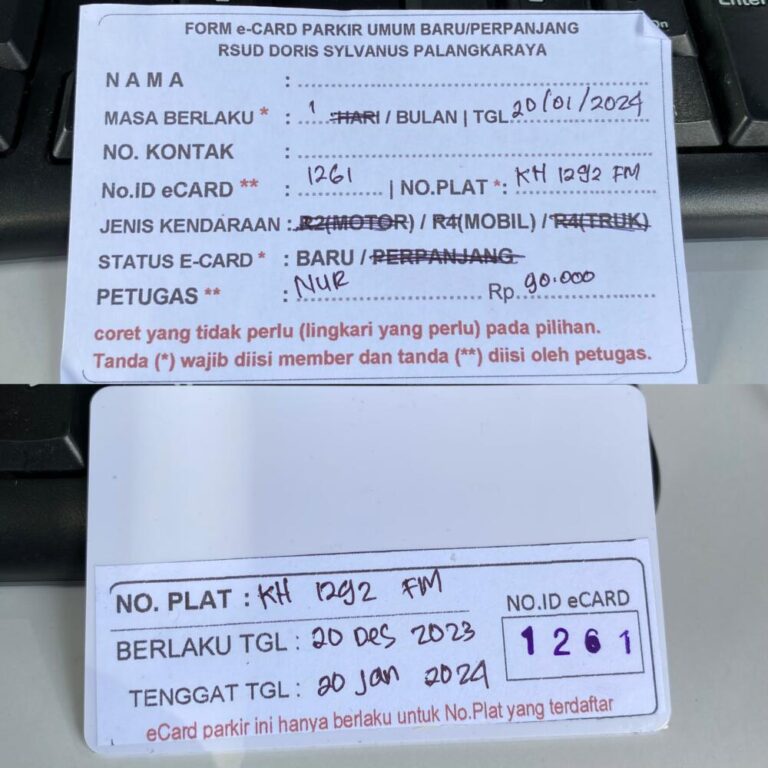 FORM e-CARD PARKIR UMUM BARU/PERPANJANG
RSUD DORIS SYLVANUS PALANGKARAYA
NAMA :
MASA BERLAKU * : 1 HARI / BULAN | TGL. 20/01/2024
NO. KONTAK :
No.ID eCARD ** : 1261 | NO.PLAT *: KH 1292 FM
JENIS KENDARAAN : R2(MOTOR) / R4(MOBIL) / R4(TRUK)
STATUS E-CARD * : BARU / PERPANJANG
PETUGAS ** : NUR Rp. 90.000
coret yang tidak perlu (lingkari yang perlu) pada pilihan.
Tanda (*) wajib diisi member dan tanda (**) diisi oleh petugas.
NO. PLAT : KH 1292 FM
NO.ID eCARD
1261
BERLAKU TGL : 20 Des 2023
TENGGAT TGL : 20 Jan 2024
eCard parkir ini hanya berlaku untuk No.Plat yang terdaftar